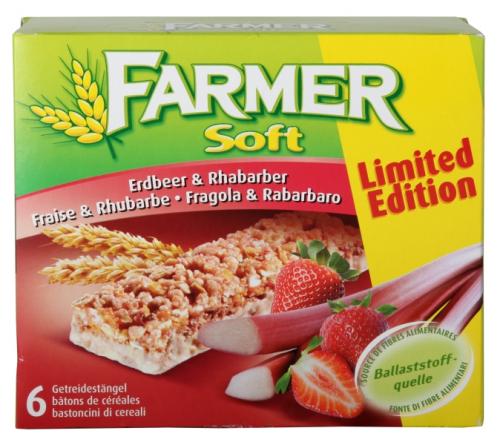 FARMER
Soft
Erdbeer & Rhabarber
Fraise & Rhubarbe • Fragola & Rabarbaro
Limited
Edition
SOURCE DE FIBRES ALIMENTAIRES
Ballaststoff-
quelle
FONTE DI FIBRE ALIMENTARI
6
Getreidestängel
bâtons de céréales
bastoncini di cereali